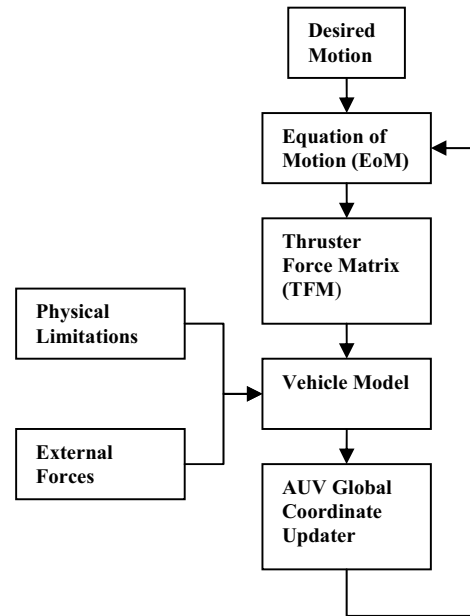 Desired
Motion
Equation of
Motion (EoM)
Thruster
Force Matrix
(TFM)
Physical
Limitations
Vehicle Model
External
Forces
AUV Global
Coordinate
Updater